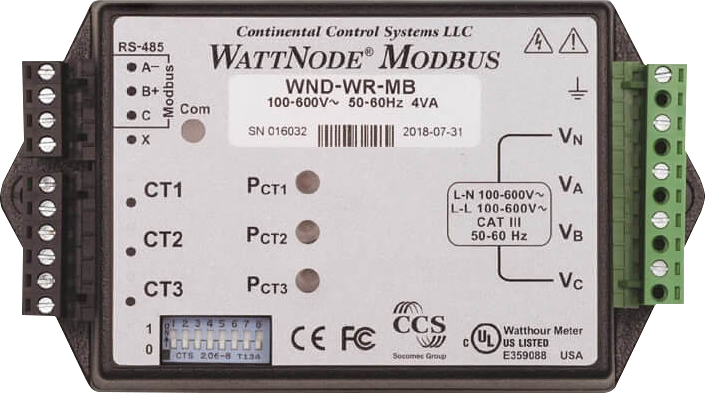 Continental Control Systems LLC
WATTNODE® MODBUS
RS-485
A−
B+
C
X
Modbus
Com
WND-WR-MB
100-600V~ 50-60Hz 4VA
SN 016032 2018-07-31
CT1
CT2
CT3
PCT1
PCT2
PCT3
VN
VA
VB
VC
L-N 100-600V~
L-L 100-600V~
CAT III
50-60 Hz
1
0
1 2 3 4 5 6 7 8
CTS 206-8 T134
CE FC
CCS
Socomec Group
C UL US LISTED
Watthour Meter
E359088 USA